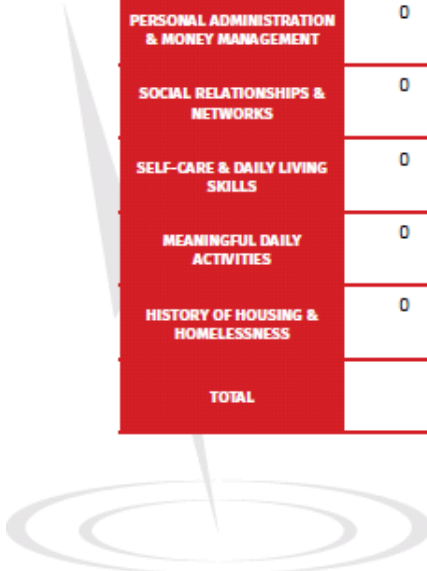 PERSONAL ADMINISTRATION
& MONEY MANAGEMENT
0
SOCIAL RELATIONSHIPS &
NETWORKS
0
SELF-CARE & DAILY LIVING
SKILLS
0
MEANINGFUL DAILY
ACTIVITIES
0
HISTORY OF HOUSING &
HOMELESSNESS
0
TOTAL